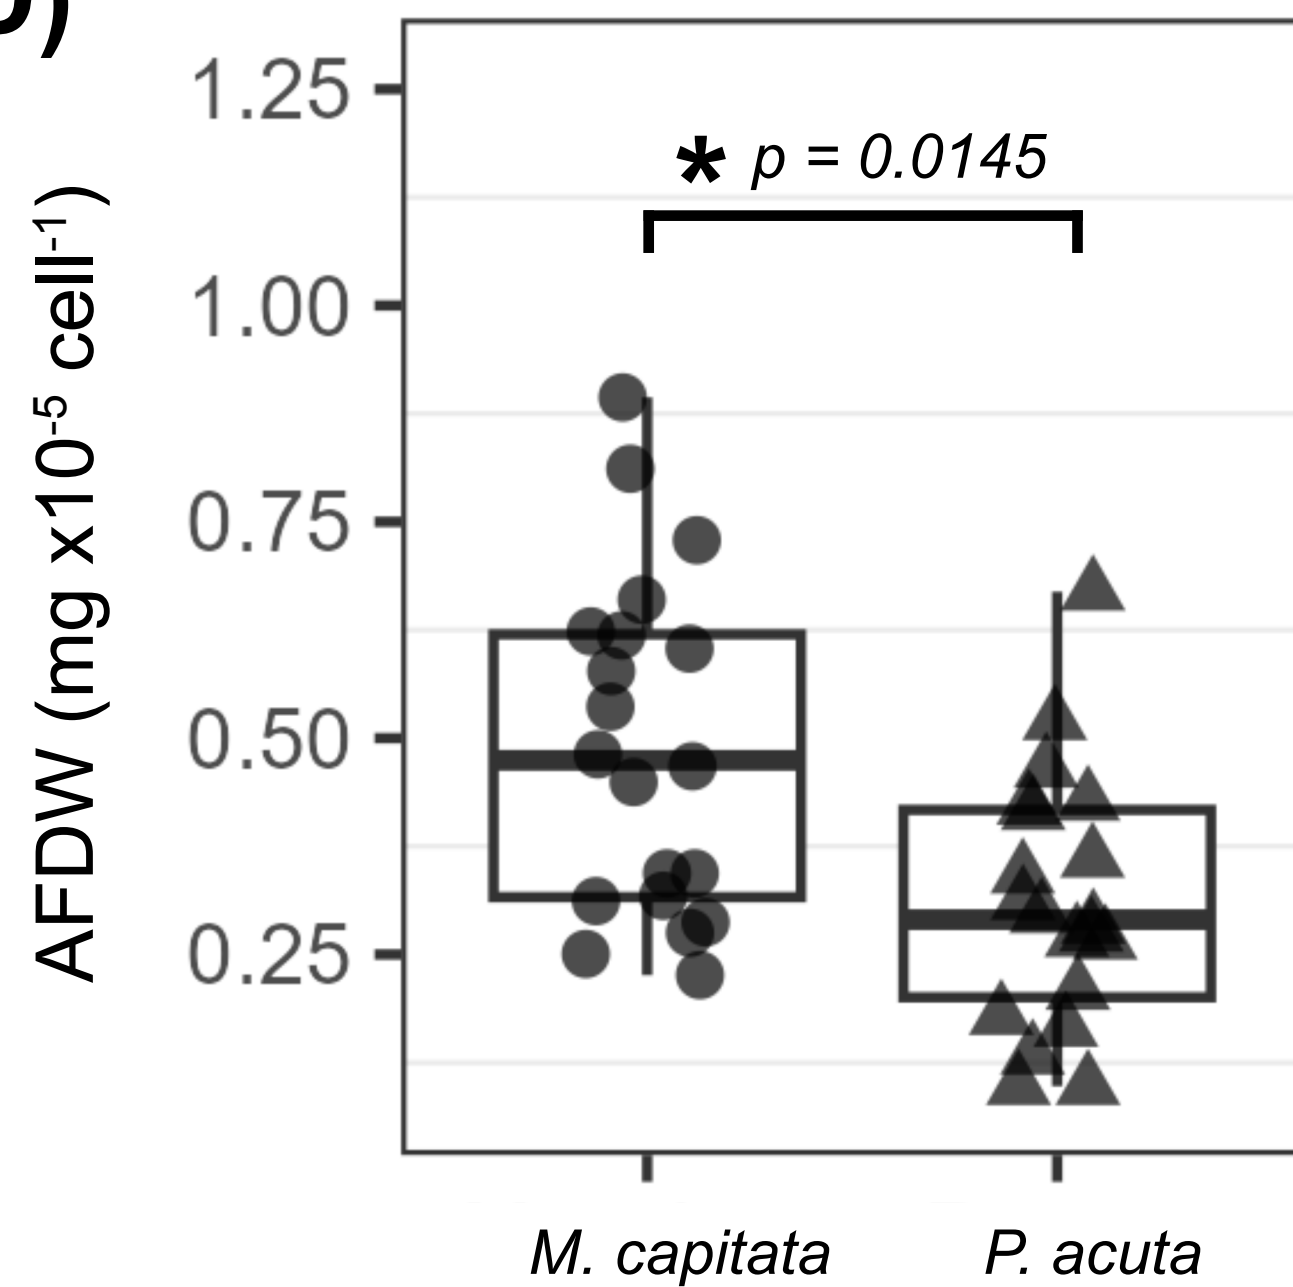 1.25
* p = 0.0145
1.00
0.75
0.50
0.25
AFDW (mg x10⁻⁵ cell⁻¹)
M. capitata
P. acuta